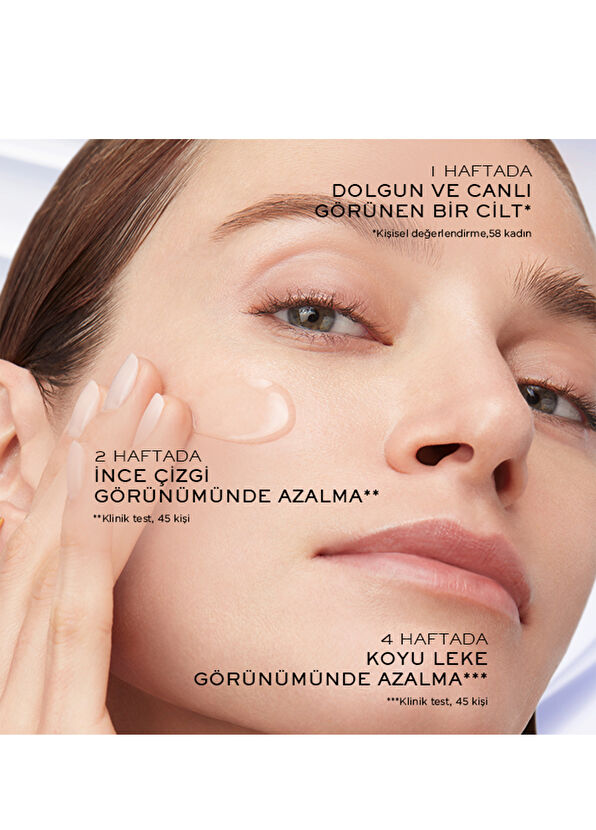 1 HAFTADA
DOLGUN VE CANLI
GÖRÜNEN BİR CİLT*
*Kişisel değerlendirme,58 kadın
2 HAFTADA
İNCE ÇİZGİ
GÖRÜNÜMÜNDE AZALMA**
**Klinik test, 45 kişi
4 HAFTADA
KOYU LEKE
GÖRÜNÜMÜNDE AZALMA***
***Klinik test, 45 kişi